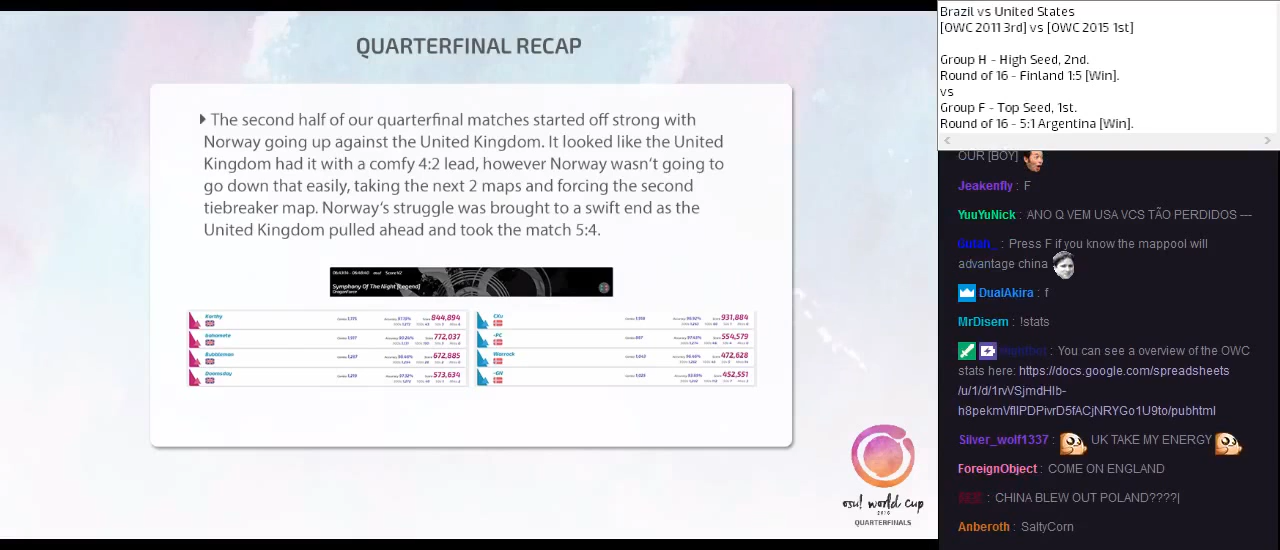 QUARTERFINAL RECAP
The second half of our quarterfinal matches started off strong with
Norway going up against the United Kingdom. It looked like the United
Kingdom had it with a comfy 4:2 lead, however Norway wasn't going to
go down that easily, taking the next 2 maps and forcing the second
tiebreaker map. Norway's struggle was brought to a swift end as the
United Kingdom pulled ahead and took the match 5:4.
Symphony Of The Night [Legend]
844,894
772,037
672,885
573,634
931,884
554,579
472,628
452,551
osu! world cup
2016
QUARTERFINALS
Brazil vs United States
[OWC 2011 3rd] vs [OWC 2015 1st]
Group H - High Seed, 2nd.
Round of 16 - Finland 1:5 [Win].
vs
Group F - Top Seed, 1st.
Round of 16 - 5:1 Argentina [Win].
OUR [BOY]
Jeakenfly : F
YuuYuNick : ANO Q VEM USA VCS TÃO PERDIDOS ---
Gutan_ : Press F if you know the mappool will
advantage china
DualAkira : f
MrDisem : !stats
: You can see a overview of the OWC
stats here: https://docs.google.com/spreadsheets
/u/1/d/1rvVSjmdHIb-
h8pekmVfIlPDPivrD5fACjNRYGo1U9to/pubhtml
Silver_wolf1337 : UK TAKE MY ENERGY
ForeignObject : COME ON ENGLAND
: CHINA BLEW OUT POLAND????|
Anberoth : SaltyCorn